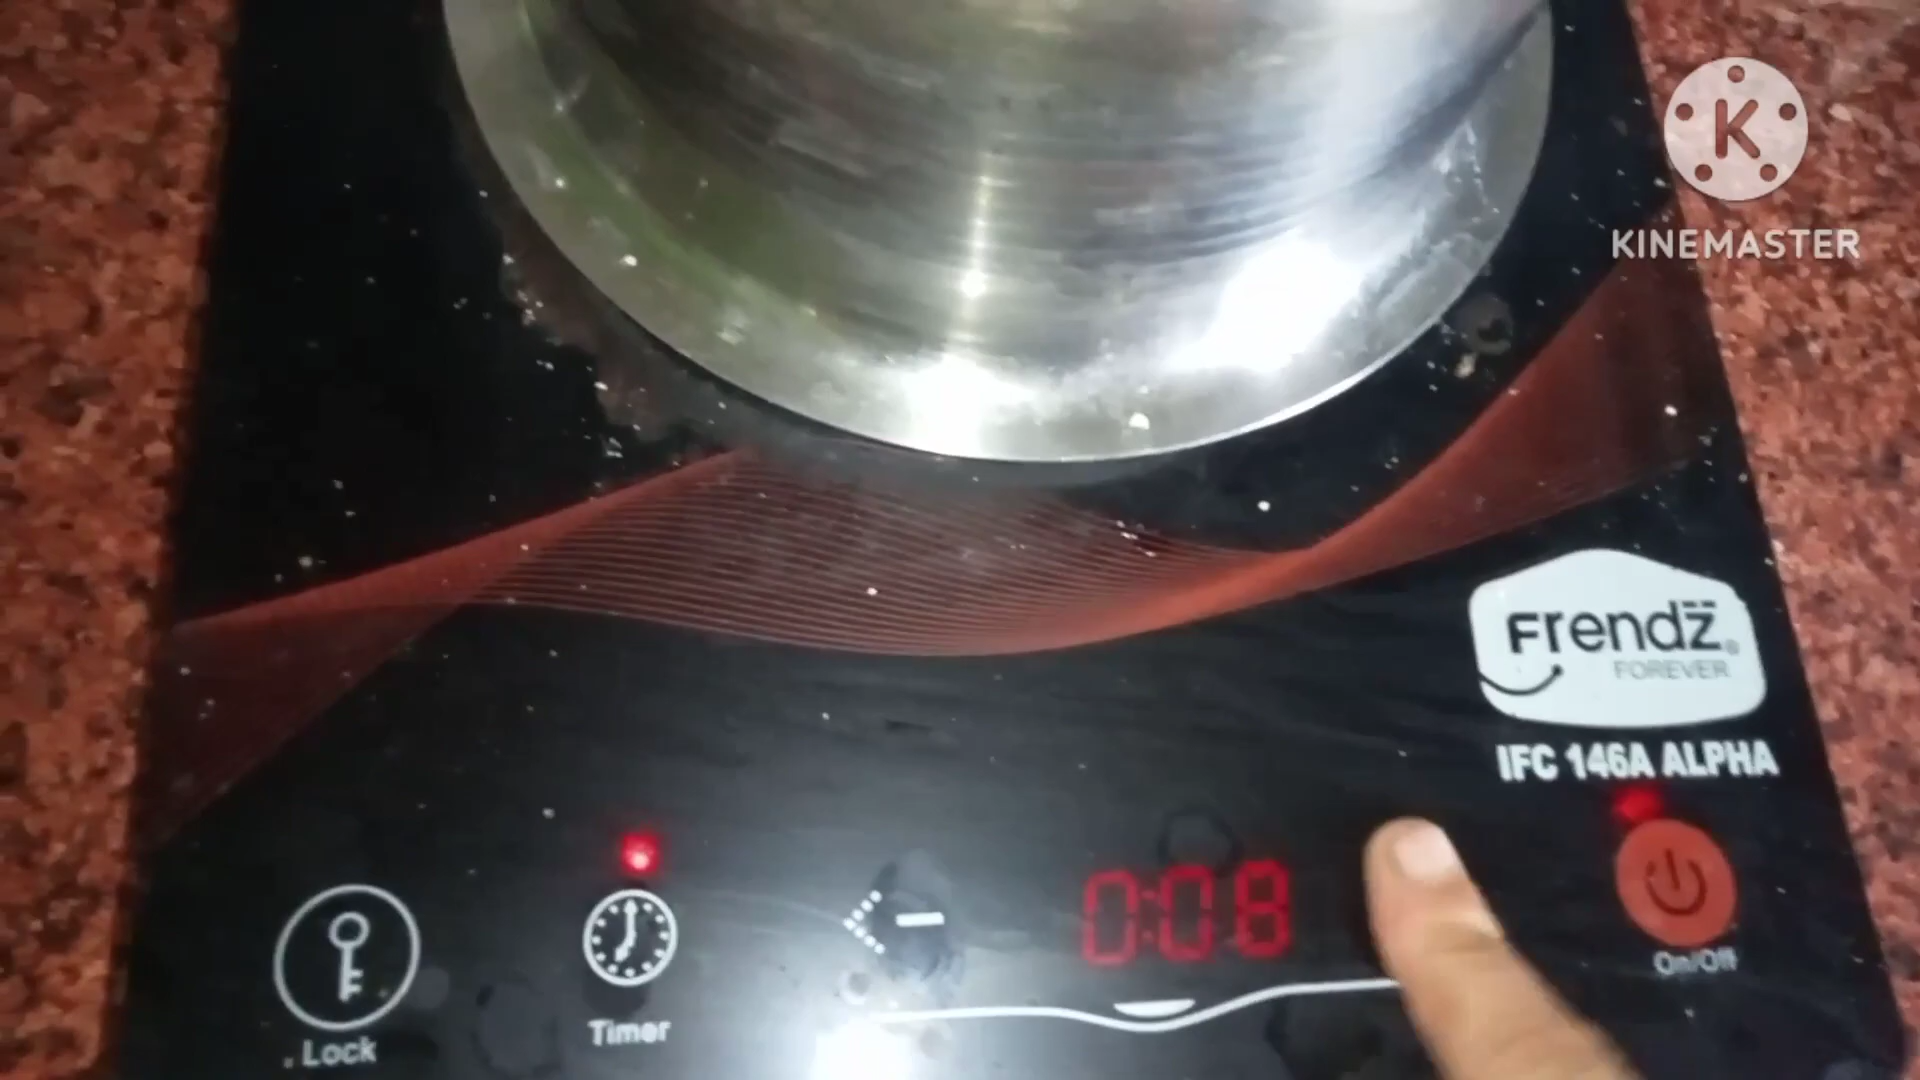 K
KINEMASTER
Frendz
FOREVER
IFC 146A ALPHA
0:08
Lock
Timer
On/Off